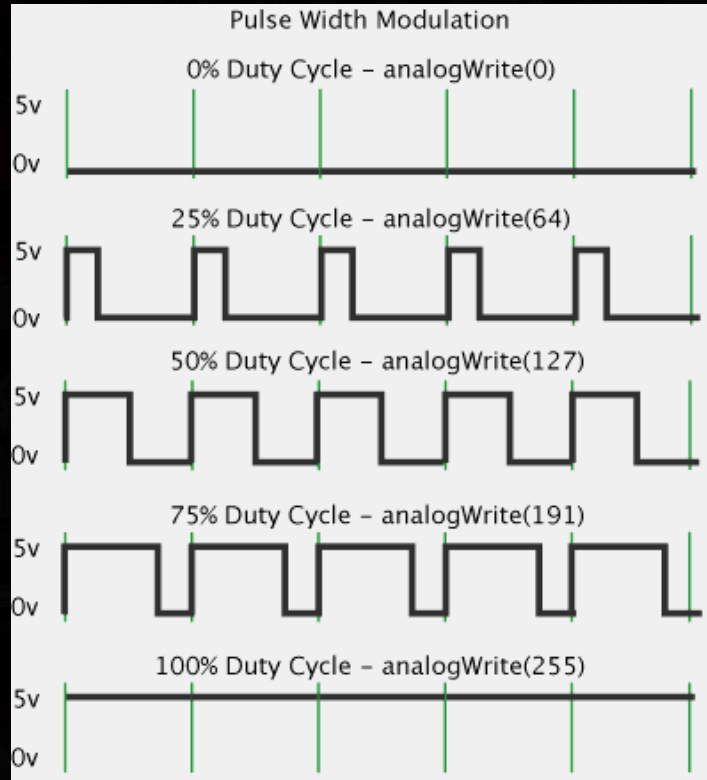 Pulse Width Modulation
0% Duty Cycle – analogWrite(0)
5v
0v
25% Duty Cycle – analogWrite(64)
5v
0v
50% Duty Cycle – analogWrite(127)
5v
0v
75% Duty Cycle – analogWrite(191)
5v
0v
100% Duty Cycle – analogWrite(255)
5v
0v